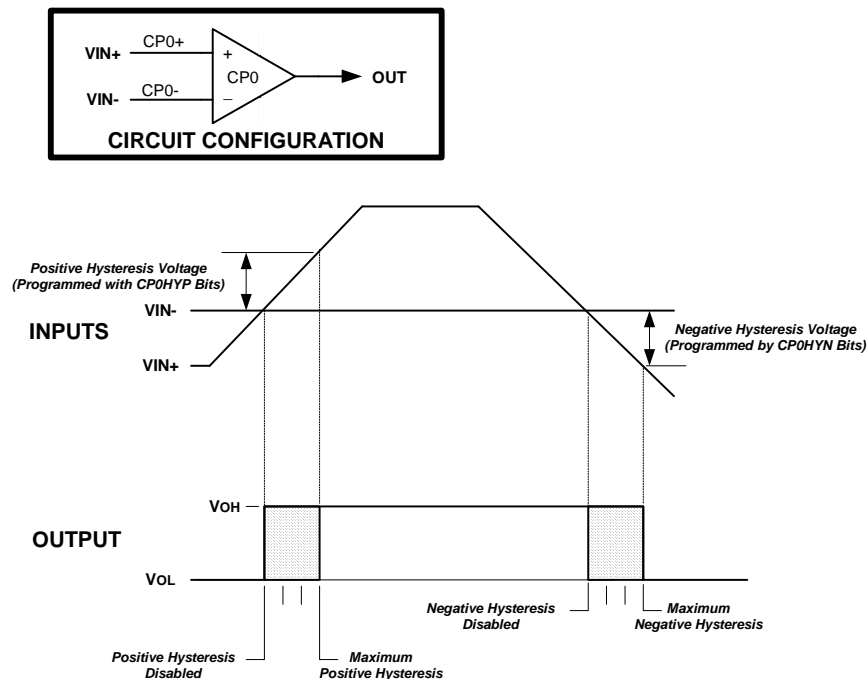 VIN+
CP0+
+
CP0
OUT
VIN-
CP0-
–
CIRCUIT CONFIGURATION
Positive Hysteresis Voltage
(Programmed with CP0HYP Bits)
VIN-
INPUTS
VIN+
Negative Hysteresis Voltage
(Programmed by CP0HYN Bits)
VOH
OUTPUT
VOL
Negative Hysteresis
Disabled
Maximum
Negative Hysteresis
Positive Hysteresis
Disabled
Maximum
Positive Hysteresis